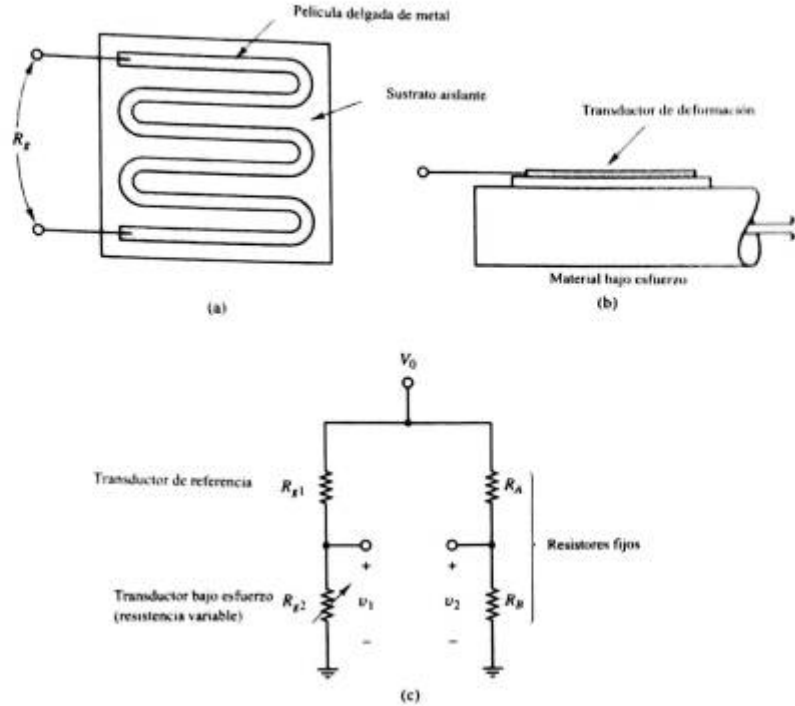 Película delgada de metal
Sustrato aislante
R_g
(a)
Transductor de deformación
Material bajo esfuerzo
(b)
V_0
Transductor de referencia
R_g1
R_A
Resistores fijos
Transductor bajo esfuerzo
(resistencia variable)
R_g2
+
v_1
–
+
v_2
–
R_B
(c)